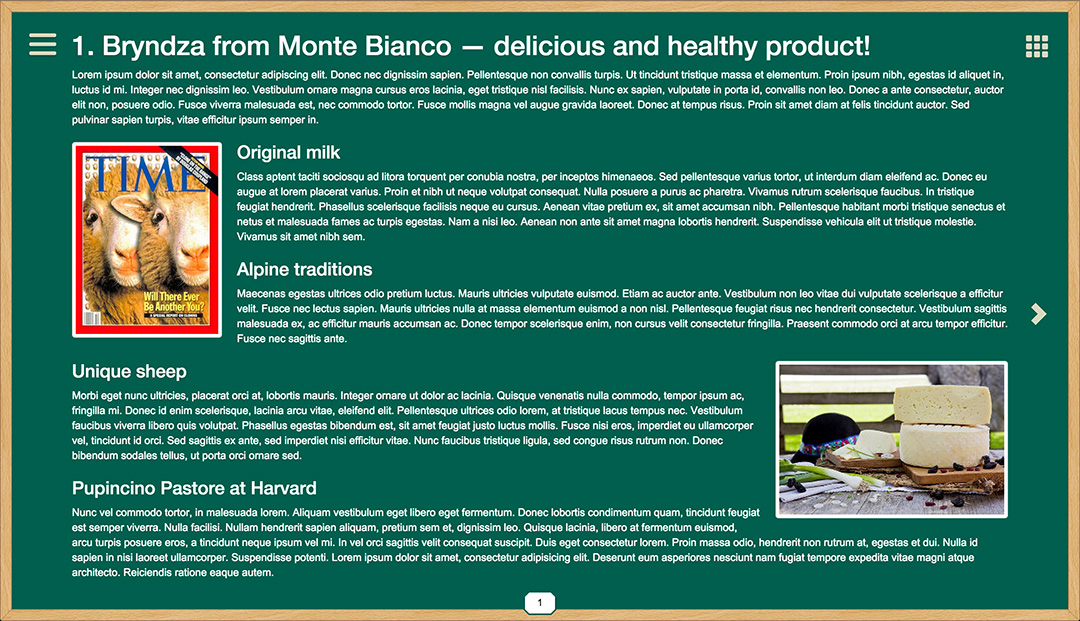 1. Bryndza from Monte Bianco — delicious and healthy product!
Lorem ipsum dolor sit amet, consectetur adipiscing elit. Donec nec dignissim sapien. Pellentesque non convallis turpis. Ut tincidunt tristique massa et elementum. Proin ipsum nibh, egestas id aliquet in,
luctus id mi. Integer nec dignissim leo. Vestibulum ornare magna cursus eros lacinia, eget tristique nisl facilisis. Nunc ex sapien, vulputate in porta id, convallis non leo. Donec a ante consectetur, auctor
elit non, posuere odio. Fusce viverra malesuada est, nec commodo tortor. Fusce mollis magna vel augue gravida laoreet. Donec at tempus risus. Proin sit amet diam at felis tincidunt auctor. Sed
pulvinar sapien turpis, vitae efficitur ipsum semper in.
TIME
Will There Ever
Be Another You?
A SPECIAL REPORT ON CLONING
Original milk
Class aptent taciti sociosqu ad litora torquent per conubia nostra, per inceptos himenaeos. Sed pellentesque varius tortor, ut interdum diam eleifend ac. Donec eu
augue at lorem placerat varius. Proin et nibh ut neque volutpat consequat. Nulla posuere a purus ac pharetra. Vivamus rutrum scelerisque faucibus. In tristique
feugiat hendrerit. Phasellus scelerisque facilisis neque eu cursus. Aenean vitae pretium ex, sit amet accumsan nibh. Pellentesque habitant morbi tristique senectus et
netus et malesuada fames ac turpis egestas. Nam a nisi leo. Aenean non ante sit amet magna lobortis hendrerit. Suspendisse vehicula elit ut tristique molestie.
Vivamus sit amet nibh sem.
Alpine traditions
Maecenas egestas ultrices odio pretium luctus. Mauris ultricies vulputate euismod. Etiam ac auctor ante. Vestibulum non leo vitae dui vulputate scelerisque a efficitur
velit. Fusce nec lectus sapien. Mauris ultricies nulla at massa elementum euismod a non nisl. Pellentesque feugiat risus nec hendrerit consectetur. Vestibulum sagittis
malesuada ex, ac efficitur mauris accumsan ac. Donec tempor scelerisque enim, non cursus velit consectetur fringilla. Praesent commodo orci at arcu tempor efficitur.
Fusce nec sagittis ante.
Unique sheep
Morbi eget nunc ultricies, placerat orci at, lobortis mauris. Integer ornare ut dolor ac lacinia. Quisque venenatis nulla commodo, tempor ipsum ac,
fringilla mi. Donec id enim scelerisque, lacinia arcu vitae, eleifend elit. Pellentesque ultrices odio lorem, at tristique lacus tempus nec. Vestibulum
faucibus viverra libero quis volutpat. Phasellus egestas bibendum est, sit amet feugiat justo luctus mollis. Fusce nisi eros, imperdiet eu ullamcorper
vel, tincidunt id orci. Sed sagittis ex ante, sed imperdiet nisi efficitur vitae. Nunc faucibus tristique ligula, sed congue risus rutrum non. Donec
bibendum sodales tellus, ut porta orci ornare sed.
Pupincino Pastore at Harvard
Nunc vel commodo tortor, in malesuada lorem. Aliquam vestibulum eget libero eget fermentum. Donec lobortis condimentum quam, tincidunt feugiat
est semper viverra. Nulla facilisi. Nullam hendrerit sapien aliquam, pretium sem et, dignissim leo. Quisque lacinia, libero at fermentum euismod,
arcu turpis posuere eros, a tincidunt neque ipsum vel mi. In vel orci sagittis velit consequat suscipit. Duis eget consectetur lorem. Proin massa odio, hendrerit non rutrum at, egestas et dui. Nulla id
sapien in nisi laoreet ullamcorper. Suspendisse potenti. Lorem ipsum dolor sit amet, consectetur adipisicing elit. Deserunt eum asperiores nesciunt nam fugiat tempore expedita vitae magni atque
architecto. Reiciendis ratione eaque autem.
1